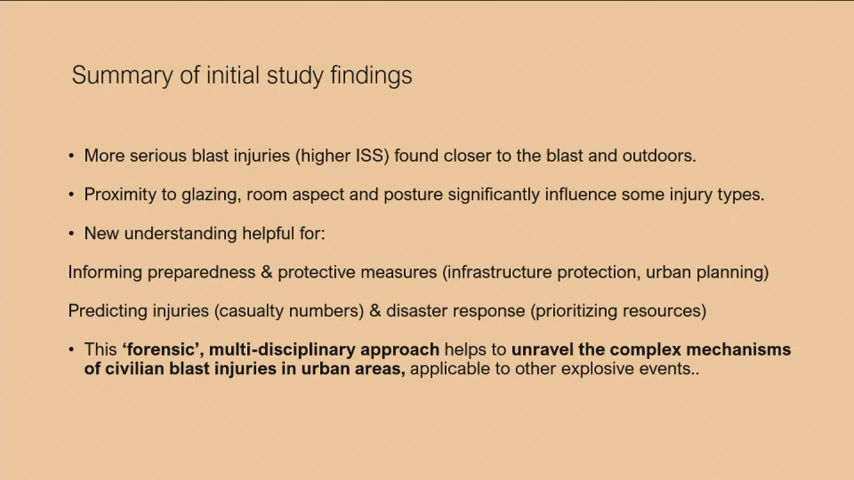 Summary of initial study findings
• More serious blast injuries (higher ISS) found closer to the blast and outdoors.
• Proximity to glazing, room aspect and posture significantly influence some injury types.
• New understanding helpful for:
Informing preparedness & protective measures (infrastructure protection, urban planning)
Predicting injuries (casualty numbers) & disaster response (prioritizing resources)
• This ‘forensic’, multi-disciplinary approach helps to unravel the complex mechanisms
of civilian blast injuries in urban areas, applicable to other explosive events..